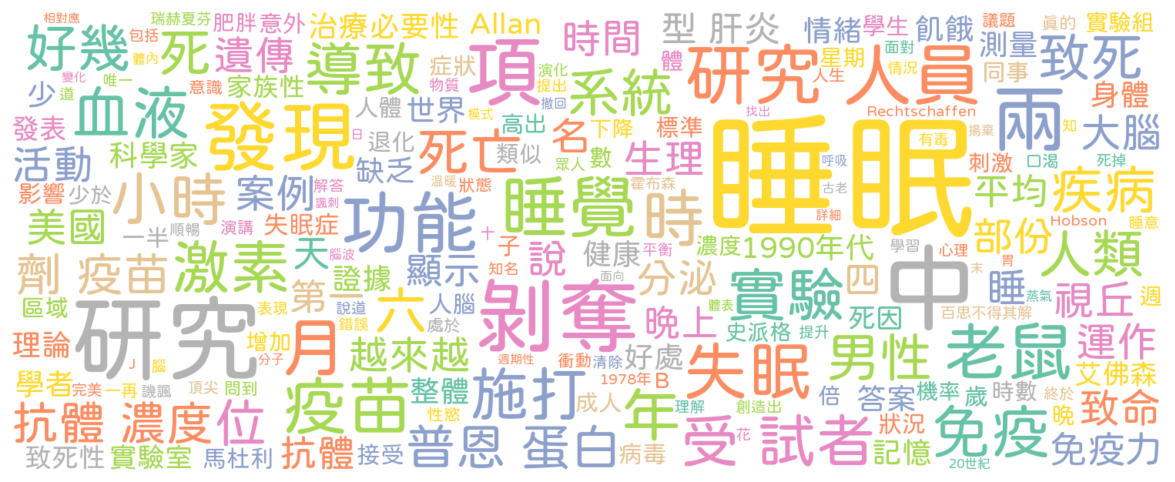 相對應 瑞赫夏芬 肥胖 意外 治療 必要性 Allan
好幾 包括 死 遺傳 導致 項 時間 型 肝炎 情緒 學生 飢餓 議題 真的 實驗組
體內 家族性 症狀 演化 體 研究 人員 星期 面對 測量 致死
少 變化 唯一 意識 物質 提出 系統 人生 情況 同事
道 血液 發現 人體 世界 撤回 模式 高出 名 下降 標準 找出 Rechtschaffen 兩 身體
發表 日 退化 類似 死亡 眾人 數 生理 睡眠 有毒 揚棄 知 大腦
活動 科學家 缺乏 呼吸 刺激 口渴 死掉
影響 少於 小時 案例 解答 諷刺 溫暖 狀態 睡覺 霍布森 時 古老 平均 疾病
美國 一半 順暢 演講 失眠症 功能 十 子 詳細 部份 Hobson 睡意
劑 疫苗 激素 天 腦波 顯示 知名 說 健康 平衡 濃度 1990年代 學習 心理 人類
區域 證據 人腦 面向 分泌 實驗 四 中 胃 末 睡 蒸氣 視丘 週
研究 表現 第一 說道 六 處於 剝奪 晚上 體表 史派格 提升 死因 百思不得其解
理論 增加 月 錯誤 越來越 週期性 衝動 清除 好處 失眠 男性 老鼠 運作
學者 J 腦 分子 完美 一再 譏諷 頂尖 問到 疫苗 整體 施打 1978年 B 倍 答案 機率 歲 時數 終於 艾佛森
抗體 濃度 位 性慾 成人 年 理解 創造出 受試者 狀況 免疫 晚 致命
致死性 實驗室 馬杜利 抗體 接受 普恩 蛋白 病毒 花 記憶 20世紀 免疫力